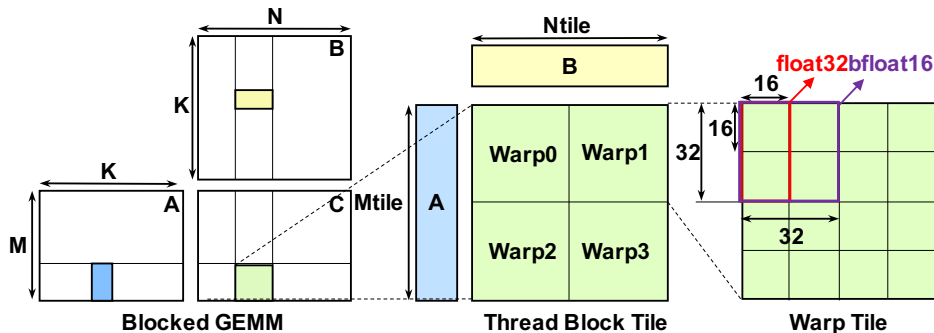 N
B
K
K
A
M
C
Blocked GEMM
Ntile
B
Mtile
A
Warp0
Warp1
Warp2
Warp3
Thread Block Tile
float32
bfloat16
16
16
32
32
Warp Tile